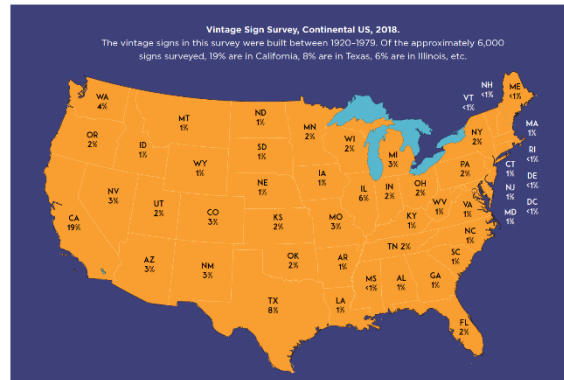 Vintage Sign Survey, Continental US, 2018.
The vintage signs in this survey were built between 1920–1979. Of the approximately 6,000
signs surveyed, 19% are in California, 8% are in Texas, 6% are in Illinois, etc.
WA
4%
OR
2%
ID
1%
MT
1%
ND
1%
MN
2%
WI
2%
MI
3%
NY
2%
VT
<1%
NH
<1%
ME
<1%
MA
1%
RI
<1%
CT
1%
NJ
1%
DE
<1%
MD
1%
DC
<1%
SD
1%
WY
1%
NE
1%
IA
1%
IL
6%
IN
2%
OH
2%
PA
2%
CA
19%
NV
3%
UT
2%
CO
3%
KS
2%
MO
3%
KY
1%
WV
1%
VA
1%
NC
1%
TN 2%
SC
1%
AZ
3%
NM
3%
OK
2%
AR
1%
MS
<1%
AL
1%
GA
1%
TX
8%
LA
1%
FL
2%